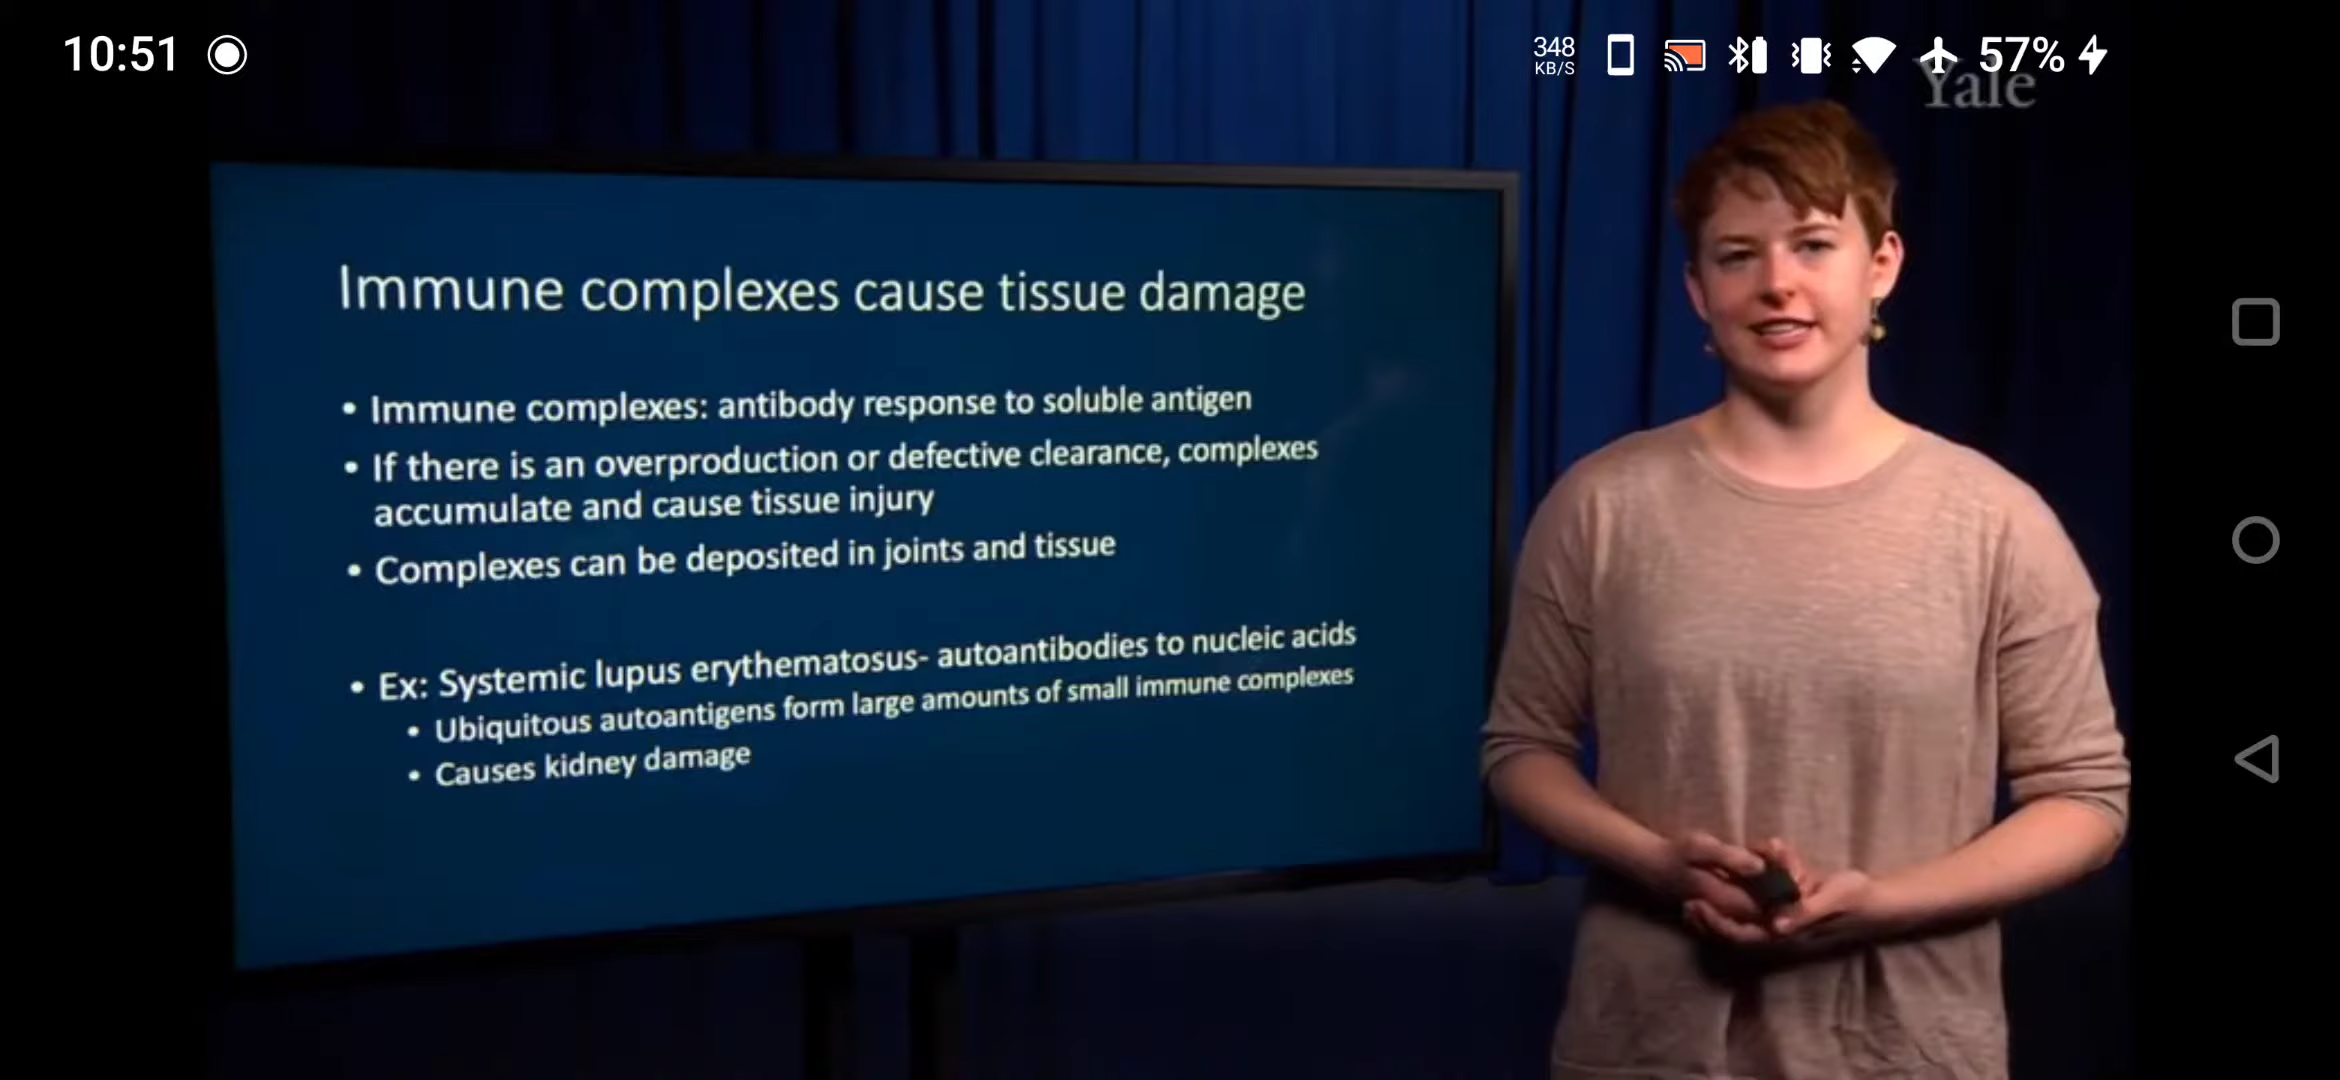 10:51
348
KB/S
57%
Yale
Immune complexes cause tissue damage
• Immune complexes: antibody response to soluble antigen
• If there is an overproduction or defective clearance, complexes
accumulate and cause tissue injury
• Complexes can be deposited in joints and tissue
• Ex: Systemic lupus erythematosus- autoantibodies to nucleic acids
• Ubiquitous autoantigens form large amounts of small immune complexes
• Causes kidney damage